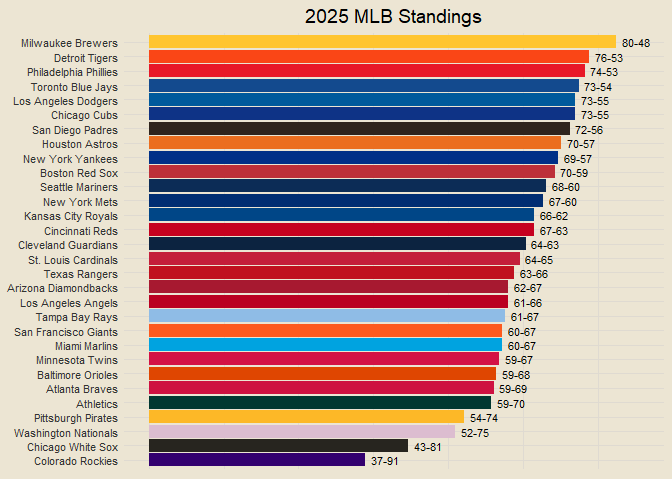 2025 MLB Standings
Milwaukee Brewers 80-48
Detroit Tigers 76-53
Philadelphia Phillies 74-53
Toronto Blue Jays 73-54
Los Angeles Dodgers 73-55
Chicago Cubs 73-55
San Diego Padres 72-56
Houston Astros 70-57
New York Yankees 69-57
Boston Red Sox 70-59
Seattle Mariners 68-60
New York Mets 67-60
Kansas City Royals 66-62
Cincinnati Reds 67-63
Cleveland Guardians 64-63
St. Louis Cardinals 64-65
Texas Rangers 63-66
Arizona Diamondbacks 62-67
Los Angeles Angels 61-66
Tampa Bay Rays 61-67
San Francisco Giants 60-67
Miami Marlins 60-67
Minnesota Twins 59-67
Baltimore Orioles 59-68
Atlanta Braves 59-69
Athletics 59-70
Pittsburgh Pirates 54-74
Washington Nationals 52-75
Chicago White Sox 43-81
Colorado Rockies 37-91